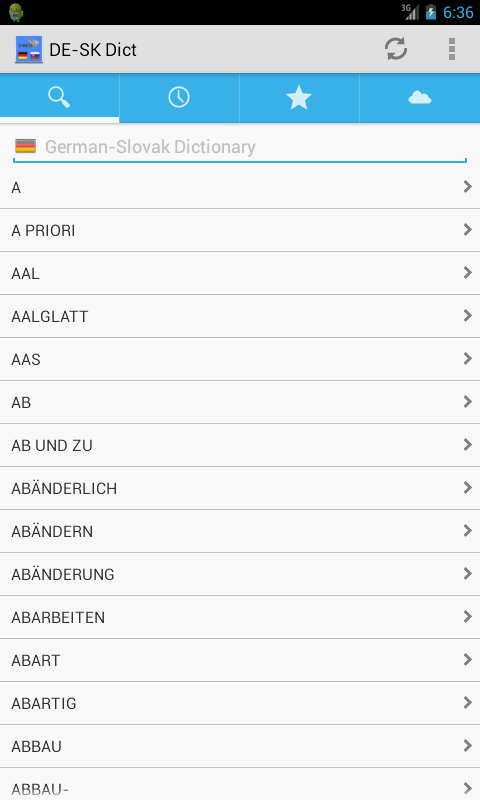 3G 6:36
DE-SK Dict
German-Slovak Dictionary
A
A PRIORI
AAL
AALGLATT
AAS
AB
AB UND ZU
ABÄNDERLICH
ABÄNDERN
ABÄNDERUNG
ABARBEITEN
ABART
ABARTIG
ABBAU
ABBAU-